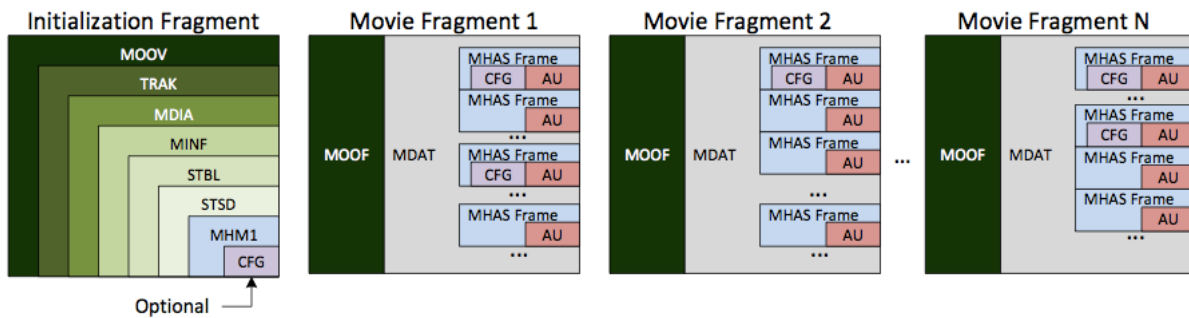 Initialization Fragment
MOOV
TRAK
MDIA
MINF
STBL
STSD
MHM1
CFG
Optional
Movie Fragment 1
MOOF
MDAT
MHAS Frame
CFG AU
MHAS Frame
AU
...
MHAS Frame
CFG AU
...
MHAS Frame
AU
...
Movie Fragment 2
MOOF
MDAT
MHAS Frame
CFG AU
MHAS Frame
AU
MHAS Frame
AU
...
MHAS Frame
AU
...
...
Movie Fragment N
MOOF
MDAT
MHAS Frame
CFG AU
...
MHAS Frame
CFG AU
MHAS Frame
AU
MHAS Frame
AU
...